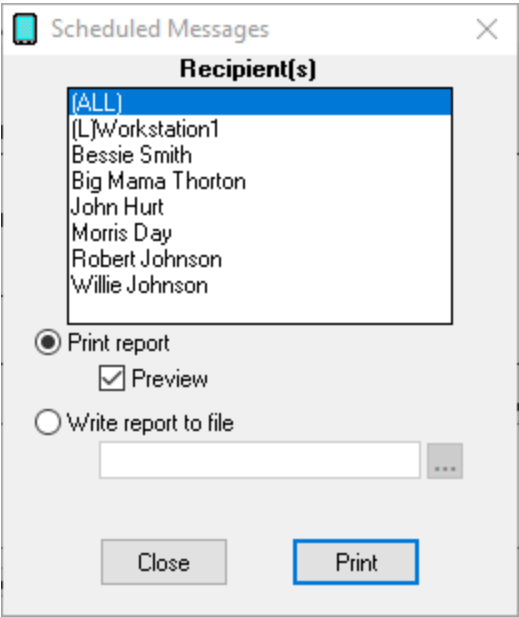 Scheduled Messages
Recipient(s)
(ALL)
(L)Workstation1
Bessie Smith
Big Mama Thorton
John Hurt
Morris Day
Robert Johnson
Willie Johnson
Print report
Preview
Write report to file
...
Close Print